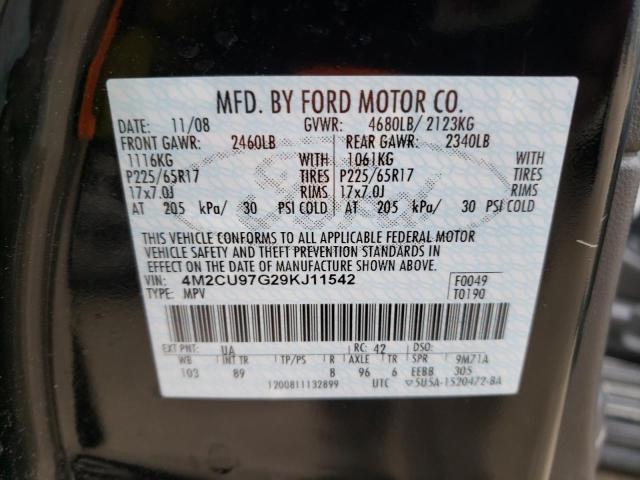 MFD. BY FORD MOTOR CO.
DATE: 11/08 GVWR: 4680LB/ 2123KG
FRONT GAWR: 2460LB REAR GAWR: 2340LB
1116KG WITH 1061KG WITH
P225/65R17 TIRES P225/65R17 TIRES
17x7.0J RIMS 17x7.0J RIMS
AT 205 kPa/ 30 PSI COLD AT 205 kPa/ 30 PSI COLD
THIS VEHICLE CONFORMS TO ALL APPLICABLE FEDERAL MOTOR
VEHICLE SAFETY AND THEFT PREVENTION STANDARDS IN
EFFECT ON THE DATE OF MANUFACTURE SHOWN ABOVE.
VIN: 4M2CU97G29KJ11542 F0049
TYPE: MPV T0190
EXT PNT: UA RC: 42 DSO:
WB INT TR TP/PS R AXLE TR SPR 9M71A
103 89 8 96 6 EEBB 305
1200811132899 UTC 5U5A-1520472-BA